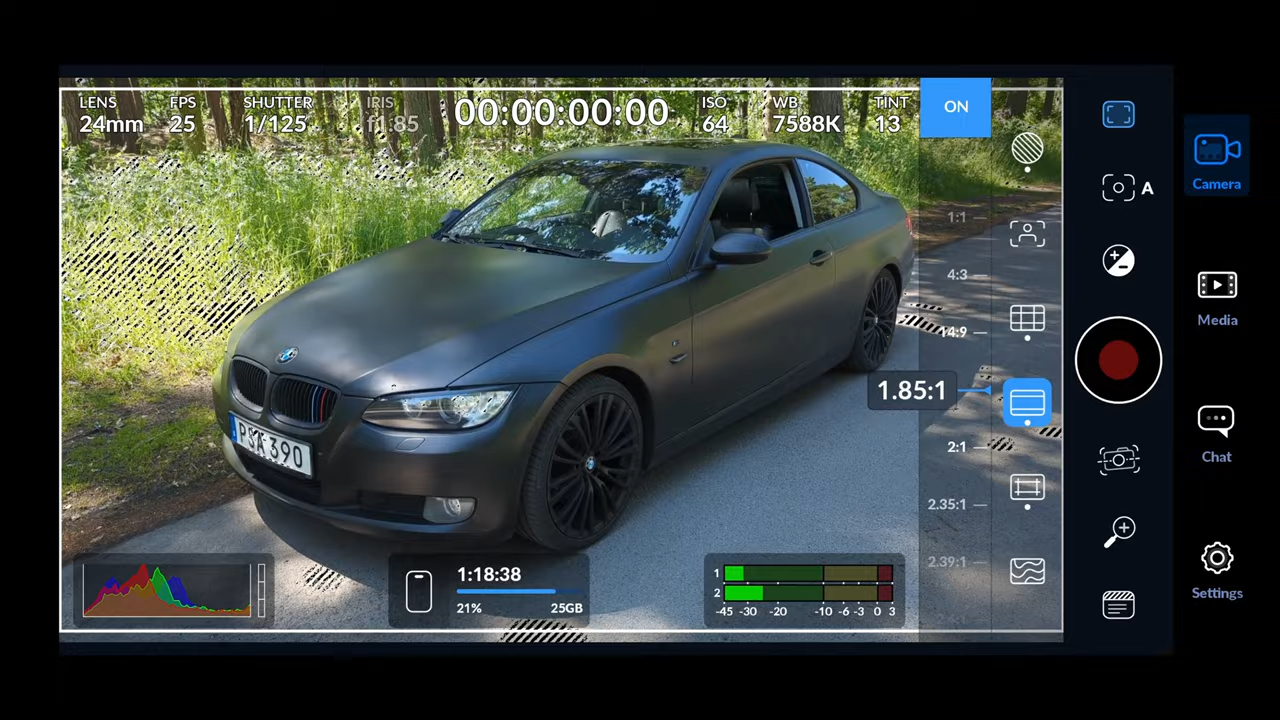 LENS
24mm
FPS
25
SHUTTER
1/125
IRIS
f1.85
00:00:00:00
ISO
64
WB
7588K
TINT
13
ON
A
Camera
1:1
4:3
14:9
1.85:1
2:1
2.35:1
2.39:1
Media
Chat
Settings
390
1:18:38
21% 25GB
1
2
-45 -30 -20 -10 -6 -3 0 3